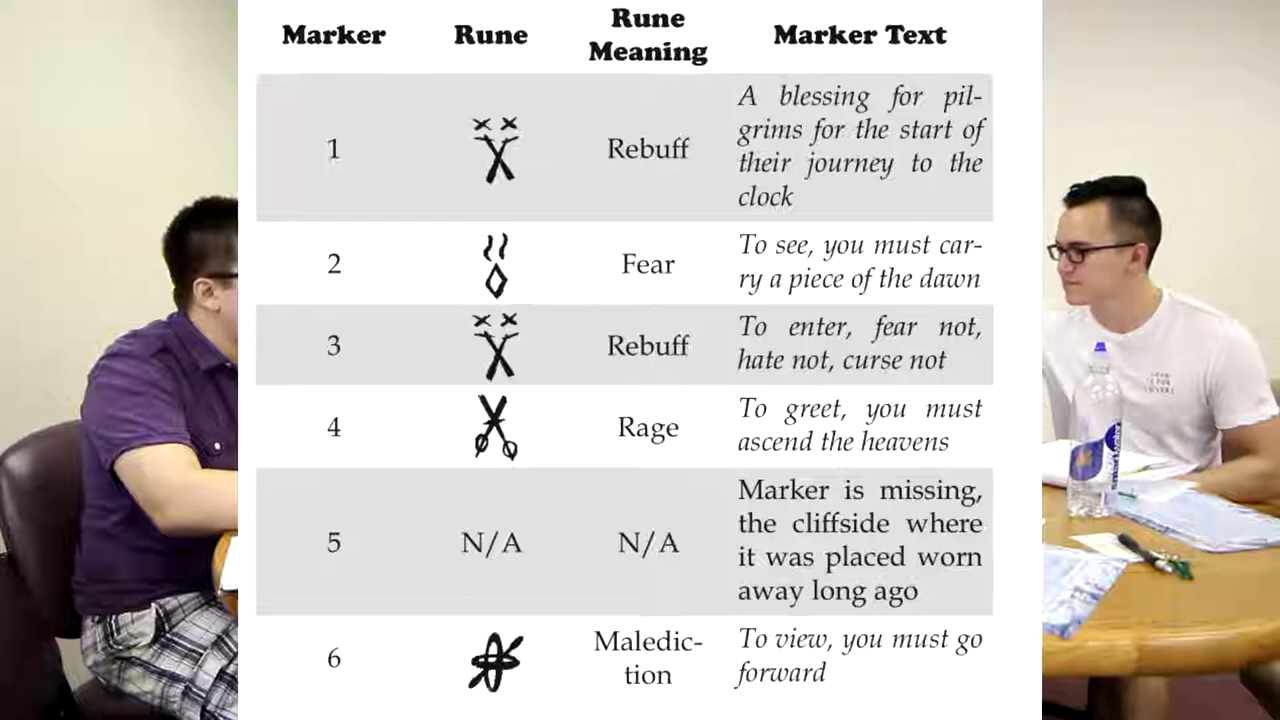 Marker Rune Rune Meaning Marker Text
1 Rebuff A blessing for pil-
grims for the start of
their journey to the
clock
2 Fear To see, you must car-
ry a piece of the dawn
3 Rebuff To enter, fear not,
hate not, curse not
4 Rage To greet, you must
ascend the heavens
5 N/A N/A Marker is missing,
the cliffside where
it was placed worn
away long ago
6 Maledic-
tion To view, you must go
forward